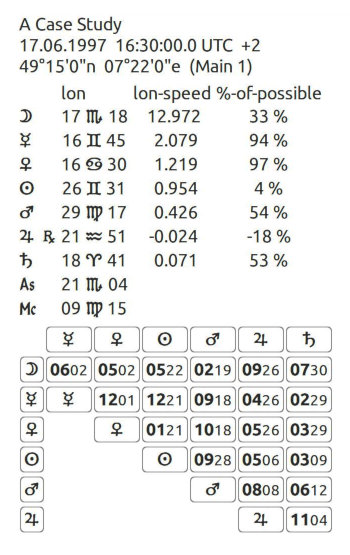 A Case Study
17.06.1997 16:30:00.0 UTC +2
49°15'0"n 07°22'0"e (Main 1)
lon lon-speed %-of-possible
☽ 17 ♏ 18 12.972 33 %
☿ 16 ♊ 45 2.079 94 %
♀ 16 ♋ 30 1.219 97 %
☉ 26 ♊ 31 0.954 4 %
♂ 29 ♍ 17 0.426 54 %
♃ ℞ 21 ♒ 51 -0.024 -18 %
♄ 18 ♈ 41 0.071 53 %
As 21 ♏ 04
Mc 09 ♍ 15
☿ ♀ ☉ ♂ ♃ ♄
☽ 0602 0502 0522 0219 0926 0730
☿ ☿ 1201 1221 0918 0426 0229
♀ ♀ 0121 1018 0526 0329
☉ ☉ 0928 0506 0309
♂ ♂ 0808 0612
♃ ♃ 1104